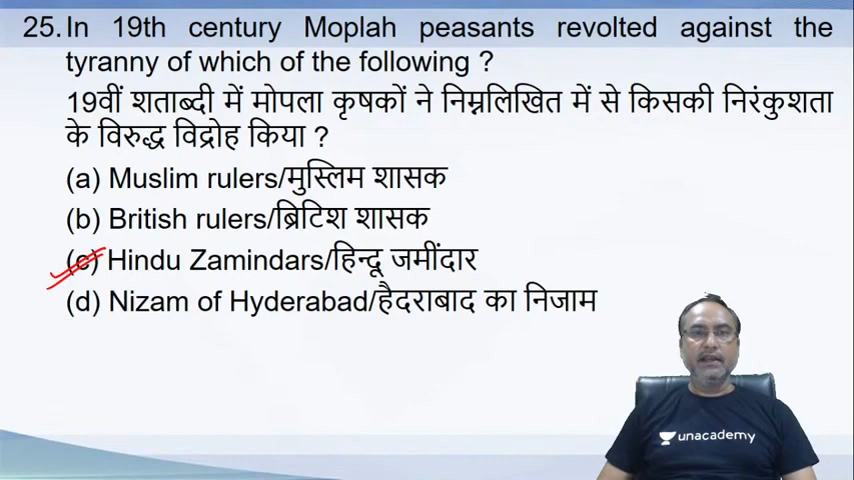 25. In 19th century Moplah peasants revolted against the
tyranny of which of the following ?
19वीं शताब्दी में मोपला कृषकों ने निम्नलिखित में से किसकी निरंकुशता
के विरुद्ध विद्रोह किया ?
(a) Muslim rulers/मुस्लिम शासक
(b) British rulers/ब्रिटिश शासक
(c) Hindu Zamindars/हिन्दू जमींदार
(d) Nizam of Hyderabad/हैदराबाद का निजाम
unacademy